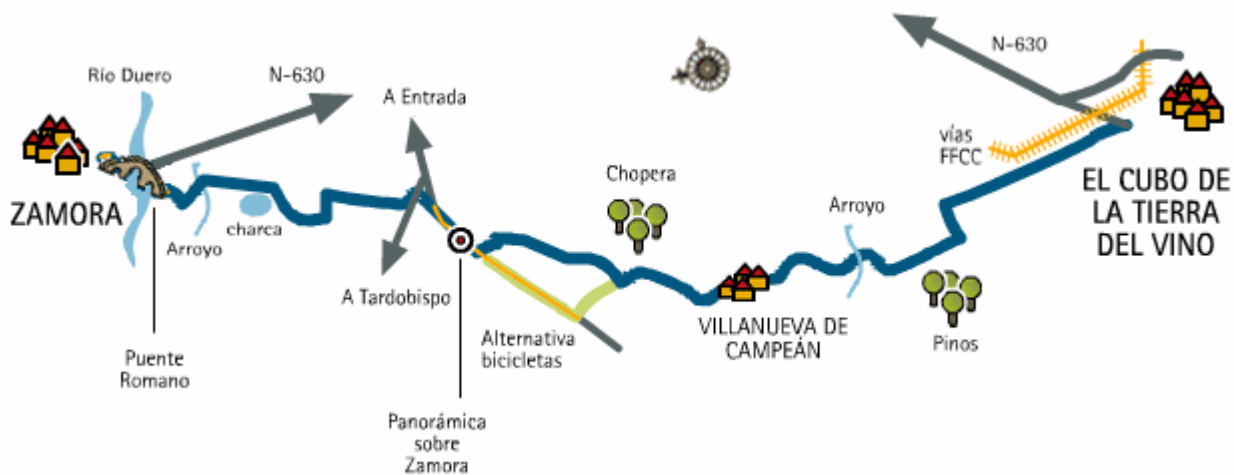 Río Duero
N-630
A Entrada
N-630
vías
FFCC
Chopera
EL CUBO DE
LA TIERRA
DEL VINO
ZAMORA
Arroyo
charca
Arroyo
A Tardobispo
VILLANUEVA DE
CAMPEÁN
Pinos
Alternativa
bicicletas
Puente
Romano
Panorámica
sobre
Zamora